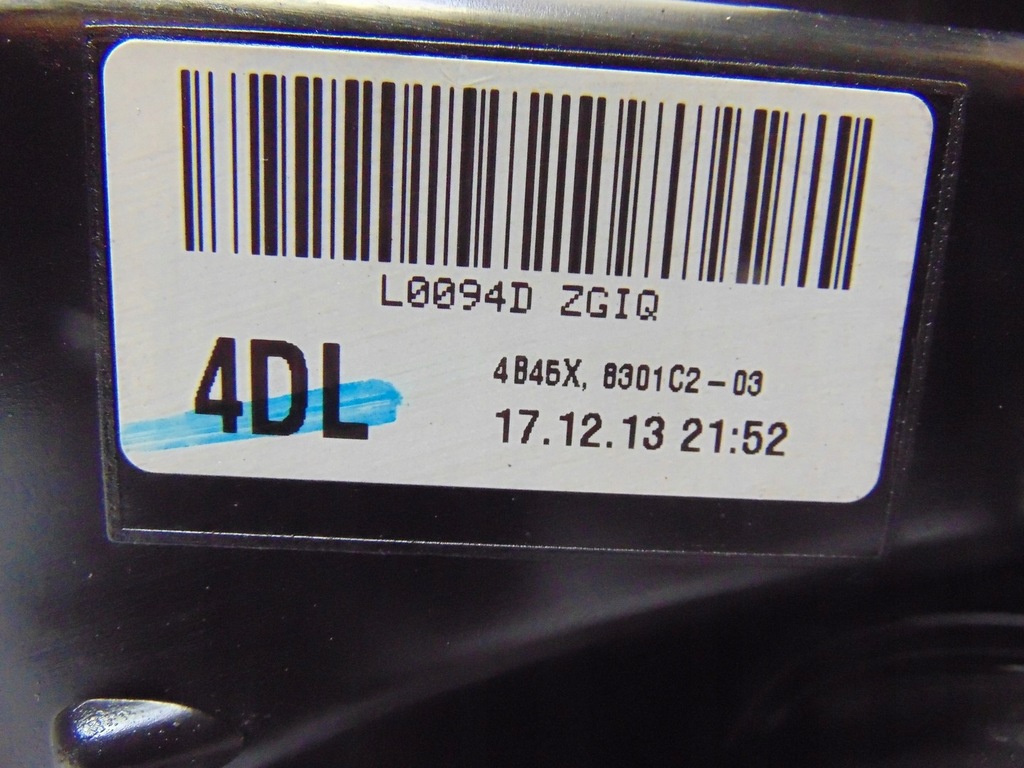 L0094D ZGIQ
4DL
4B45X, 8301C2-03
17.12.13 21:52